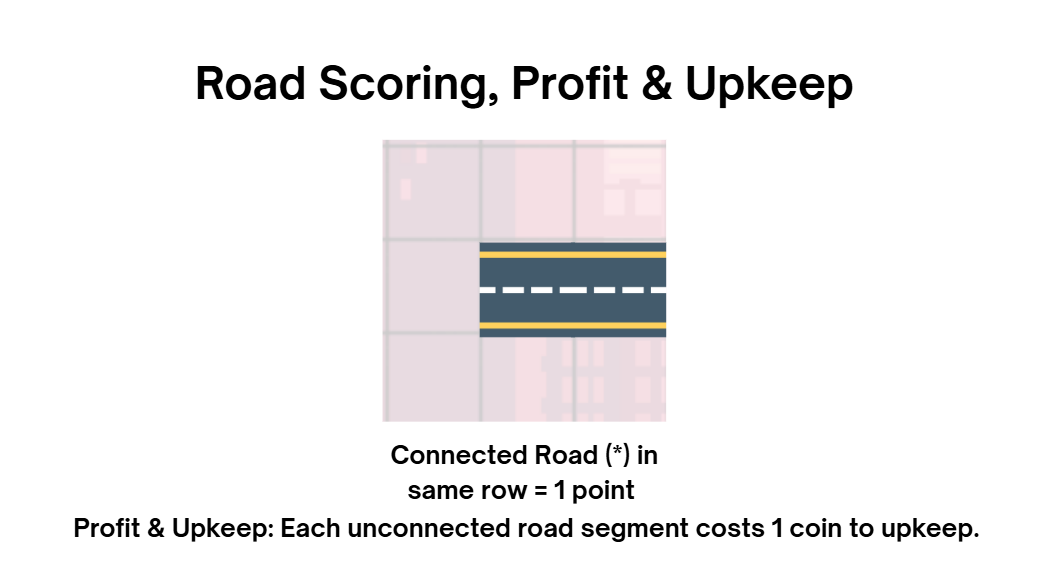 Road Scoring, Profit & Upkeep
Connected Road (*) in
same row = 1 point
Profit & Upkeep: Each unconnected road segment costs 1 coin to upkeep.